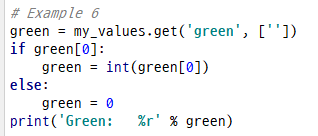 # Example 6
green = my_values.get('green', [''])
if green[0]:
    green = int(green[0])
else:
    green = 0
print('Green:   %r' % green)